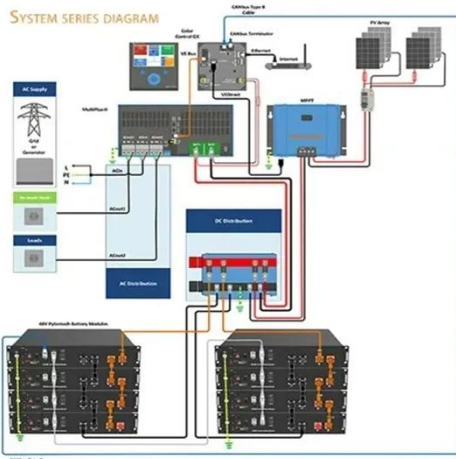 SYSTEM SERIES DIAGRAM
CANbus Type B
Cable
Color
Control GX
CANbus Terminator
PV Array
VE Bus
Ethernet
Internet
AC Supply
MultiPlus-II
VE Direct
MPPT
Grid
or
Generator
L
PE
N
ACin
ACout1
Loads
DC Distribution
ACout2
AC Distribution
48V Pylontech Battery Modules